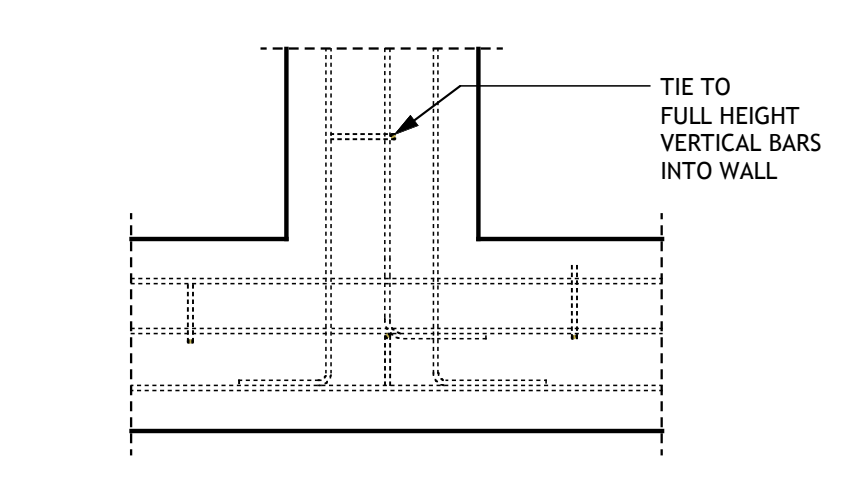 TIE TO
FULL HEIGHT
VERTICAL BARS
INTO WALL